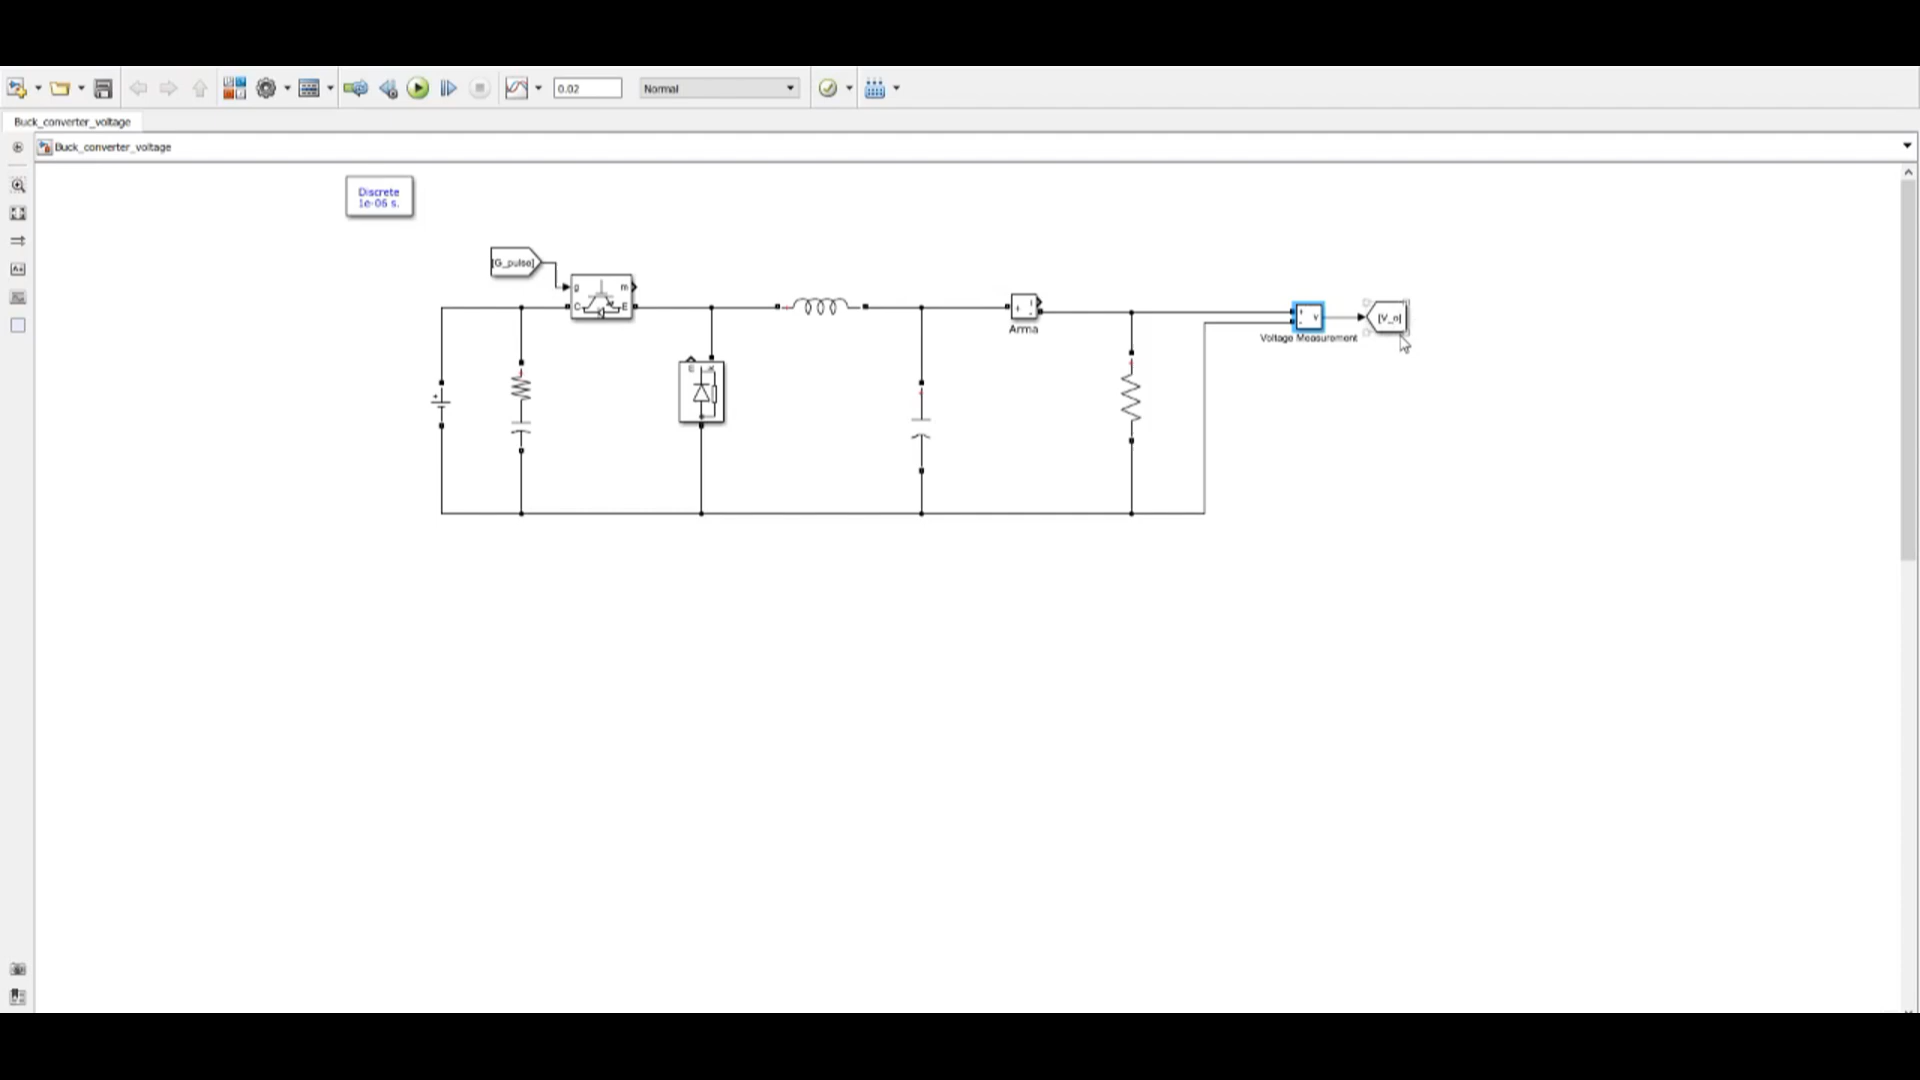 0.02
Normal
Buck_converter_voltage
Buck_converter_voltage
Discrete
1e-06 s.
[G_pulse]
g
m
C
E
m
k
i
+
-
Arma
+
-
v
[V_o]
Voltage Measurement
+